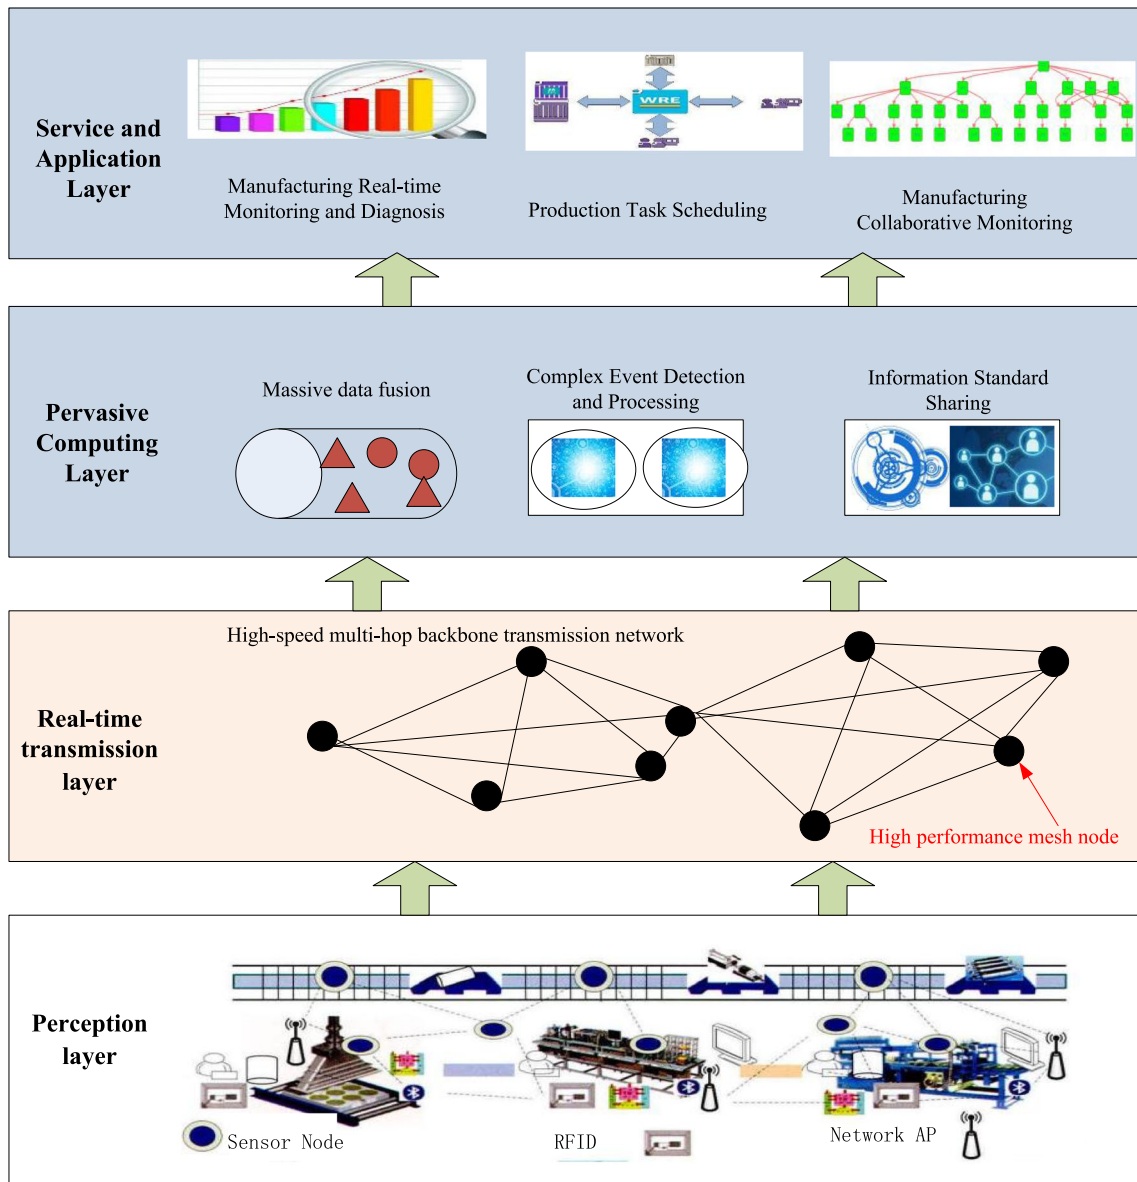 Service and
Application
Layer
WRE
Manufacturing Real-time
Monitoring and Diagnosis
Production Task Scheduling
Manufacturing
Collaborative Monitoring
Pervasive
Computing
Layer
Massive data fusion
Complex Event Detection
and Processing
Information Standard
Sharing
High-speed multi-hop backbone transmission network
Real-time
transmission
layer
High performance mesh node
Perception
layer
Sensor Node
RFID
Network AP